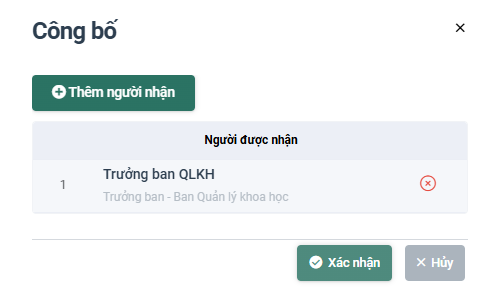 Công bố
Thêm người nhận
Người được nhận
1
Trưởng ban QLKH
Trưởng ban - Ban Quản lý khoa học
Xác nhận
Hủy